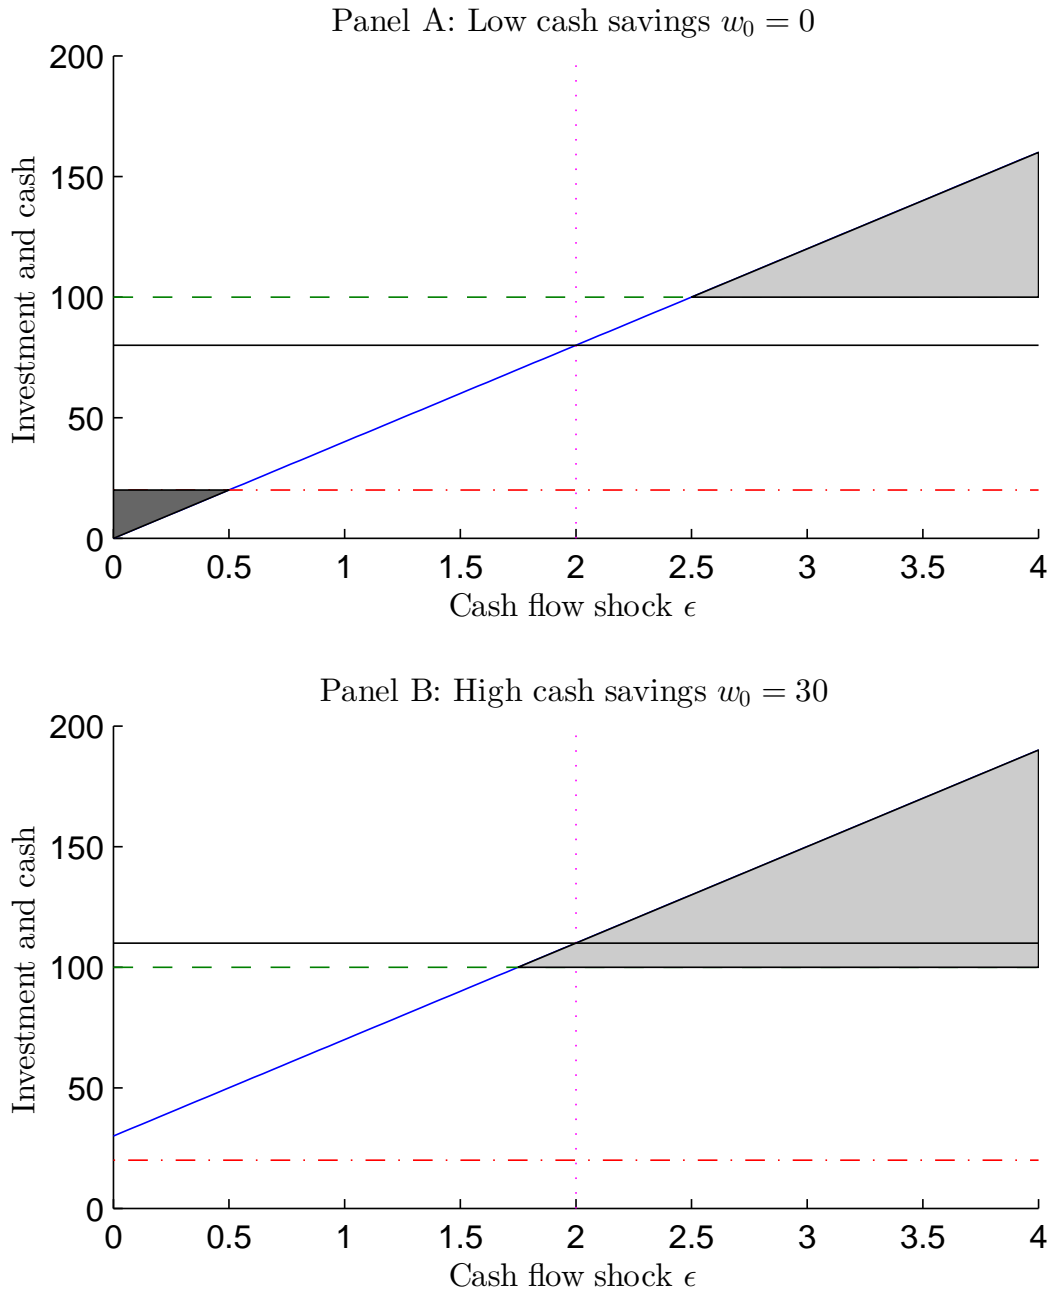 Panel A: Low cash savings w₀ = 0
Investment and cash
200
150
100
50
0
0 0.5 1 1.5 2 2.5 3 3.5 4
Cash flow shock ϵ
Panel B: High cash savings w₀ = 30
Investment and cash
200
150
100
50
0
0 0.5 1 1.5 2 2.5 3 3.5 4
Cash flow shock ϵ